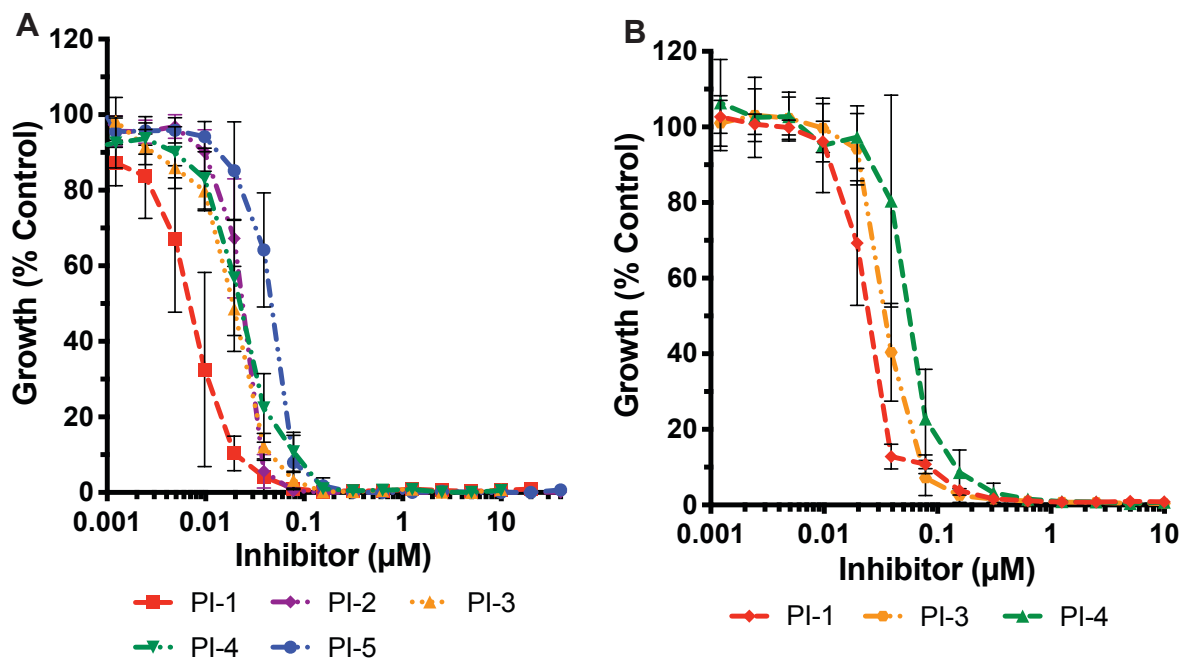 A
120
100
80
60
40
20
0
Growth (% Control)
0.001 0.01 0.1 1 10
Inhibitor (µM)
PI-1 PI-2 PI-3
PI-4 PI-5
B
120
100
80
60
40
20
0
Growth (% Control)
0.001 0.01 0.1 1 10
Inhibitor (µM)
PI-1 PI-3 PI-4